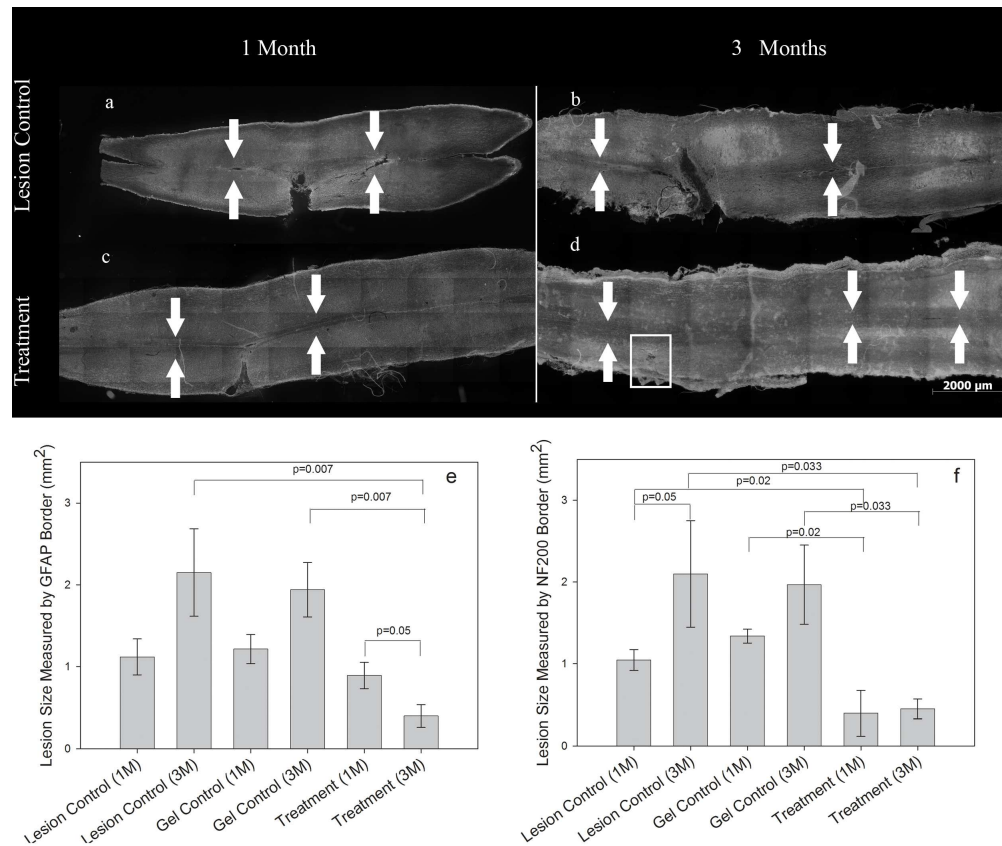 1 Month
3 Months
Lesion Control
a
b
c
d
Treatment
2000 µm
Lesion Size Measured by GFAP Border (mm²)
3
2
1
0
e
p=0.007
p=0.007
p=0.05
Lesion Control (1M)
Lesion Control (3M)
Gel Control (1M)
Gel Control (3M)
Treatment (1M)
Treatment (3M)
Lesion Size Measured by NF200 Border (mm²)
3
2
1
0
f
p=0.033
p=0.02
p=0.05
p=0.033
p=0.02
Lesion Control (1M)
Lesion Control (3M)
Gel Control (1M)
Gel Control (3M)
Treatment (1M)
Treatment (3M)